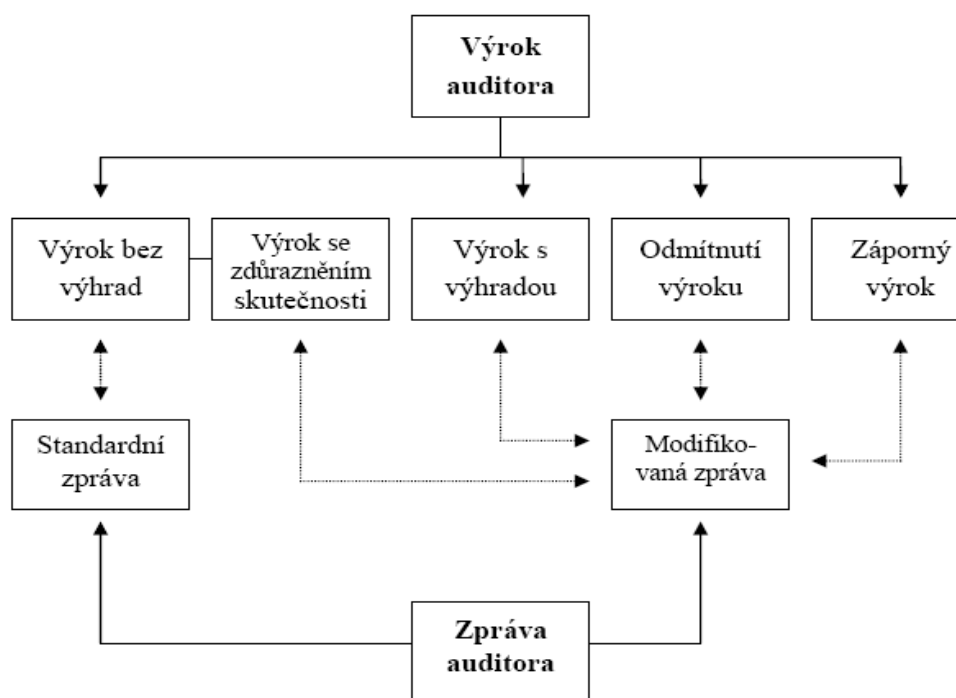 Výrok
auditora
Výrok bez
výhrad
Výrok se
zdůrazněním
skutečnosti
Výrok s
výhradou
Odmítnutí
výroku
Záporný
výrok
Standardní
zpráva
Modifiko-
vaná zpráva
Zpráva
auditora